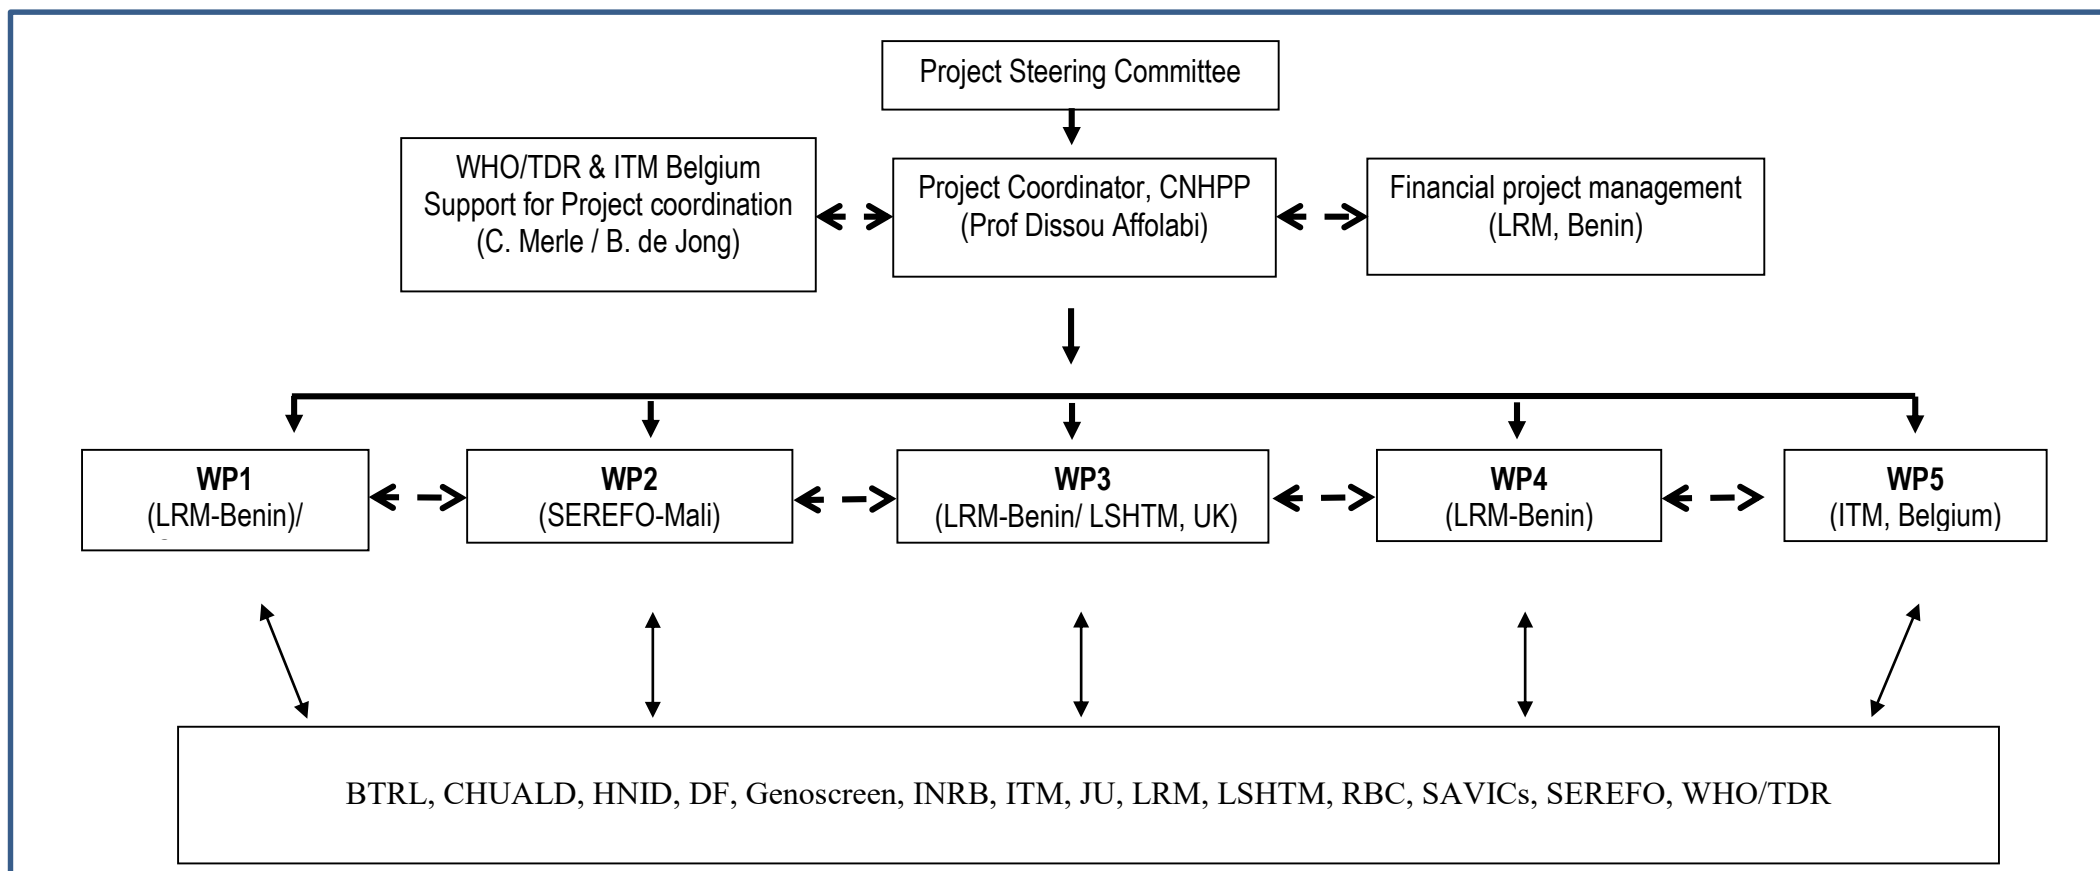 Project Steering Committee
WHO/TDR & ITM Belgium
Support for Project coordination
(C. Merle / B. de Jong)
Project Coordinator, CNHPP
(Prof Dissou Affolabi)
Financial project management
(LRM, Benin)
WP1
(LRM-Benin)/
WP2
(SEREFO-Mali)
WP3
(LRM-Benin/ LSHTM, UK)
WP4
(LRM-Benin)
WP5
(ITM, Belgium)
BTRL, CHUALD, HNID, DF, Genoscreen, INRB, ITM, JU, LRM, LSHTM, RBC, SAVICs, SEREFO, WHO/TDR